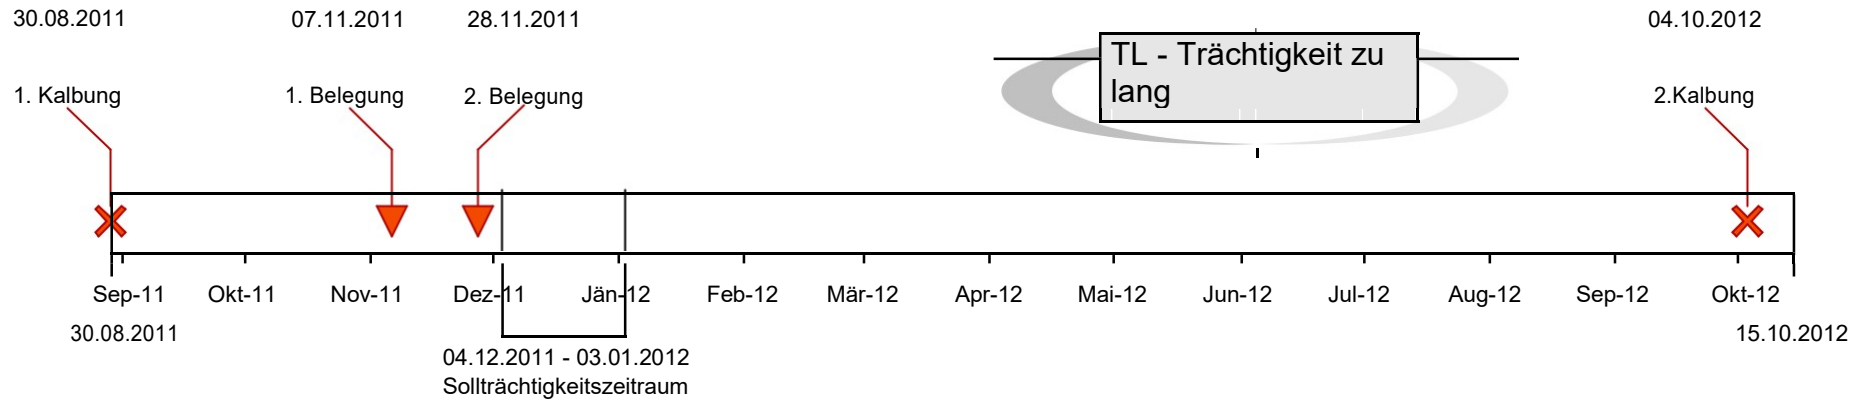 30.08.2011
07.11.2011
28.11.2011
04.10.2012
TL - Trächtigkeit zu
lang
1. Kalbung
1. Belegung
2. Belegung
2.Kalbung
Sep-11
Okt-11
Nov-11
Dez-11
Jän-12
Feb-12
Mär-12
Apr-12
Mai-12
Jun-12
Jul-12
Aug-12
Sep-12
Okt-12
30.08.2011
15.10.2012
04.12.2011 - 03.01.2012
Sollträchtigkeitszeitraum